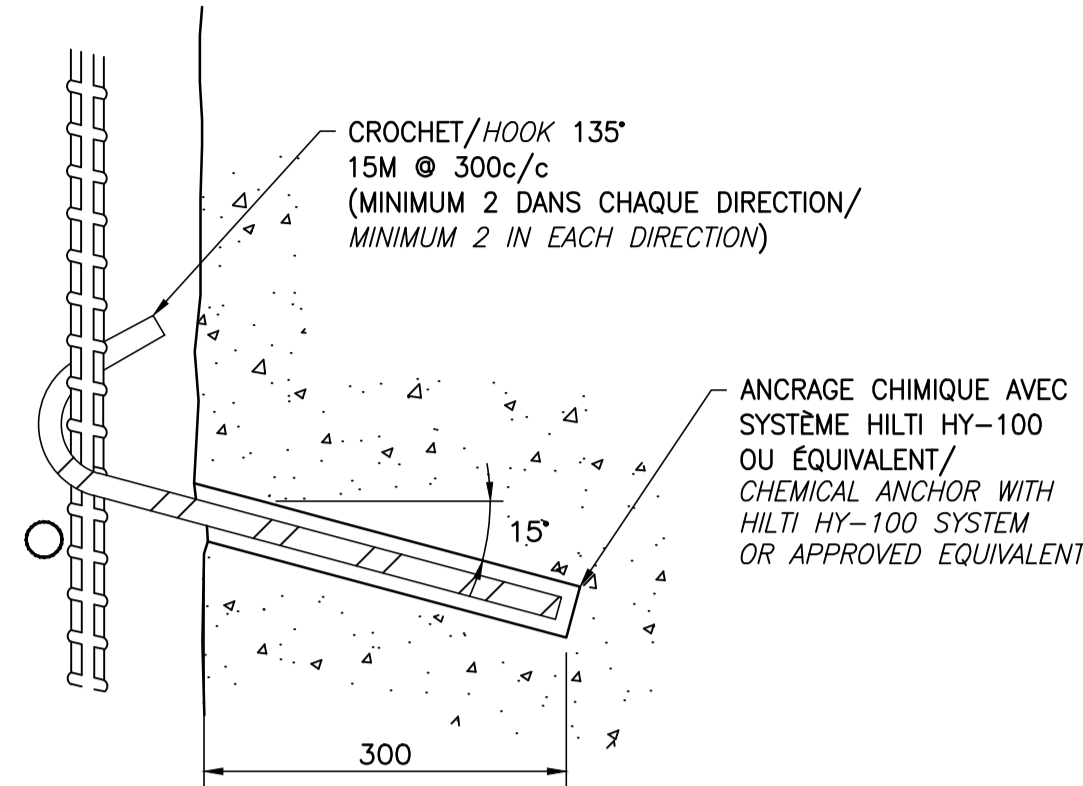 CROCHET/HOOK 135°
15M @ 300c/c
(MINIMUM 2 DANS CHAQUE DIRECTION/
MINIMUM 2 IN EACH DIRECTION)
ANCRAGE CHIMIQUE AVEC
SYSTÈME HILTI HY-100
OU ÉQUIVALENT/
CHEMICAL ANCHOR WITH
HILTI HY-100 SYSTEM
OR APPROVED EQUIVALENT
15°
300